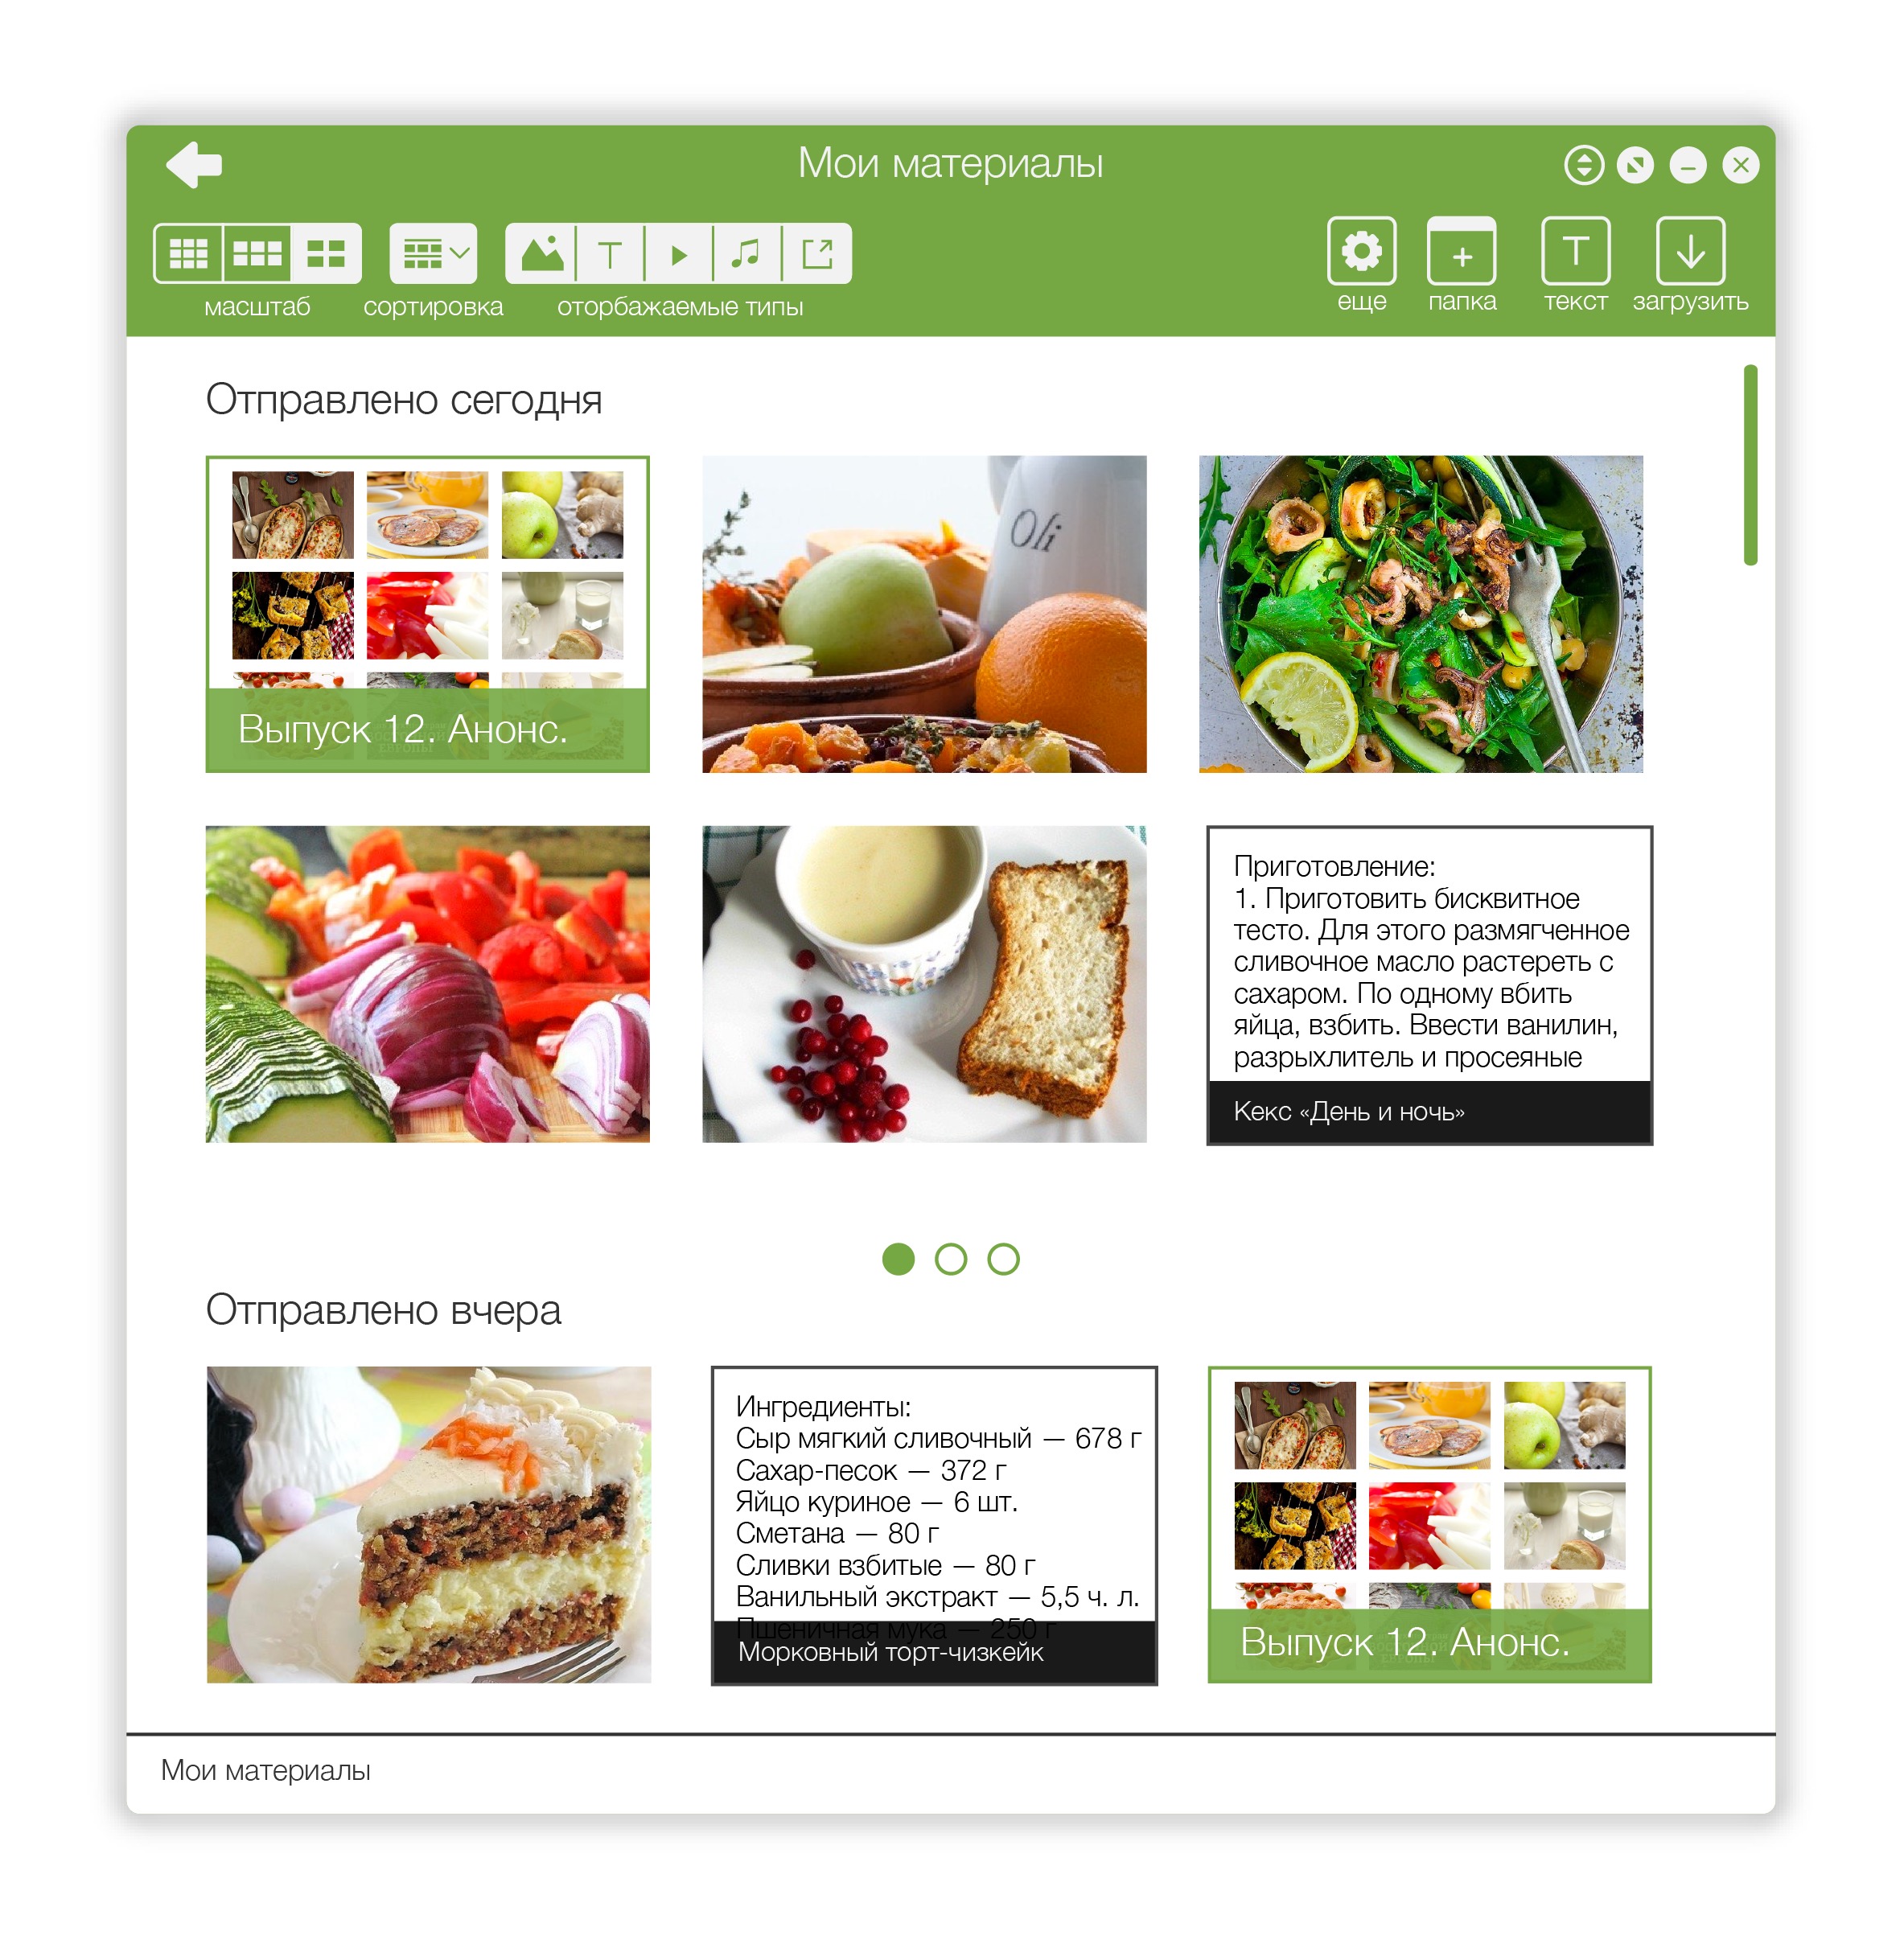 Мои материалы
масштаб
сортировка
оторбажаемые типы
еще
папка
текст
загрузить
Отправлено сегодня
Oli
Выпуск 12. Анонс.
Приготовление:
1. Приготовить бисквитное
тесто. Для этого размягченное
сливочное масло растереть с
сахаром. По одному вбить
яйца, взбить. Ввести ванилин,
разрыхлитель и просеяные
Кекс «День и ночь»
Отправлено вчера
Ингредиенты:
Сыр мягкий сливочный — 678 г
Сахар-песок — 372 г
Яйцо куриное — 6 шт.
Сметана — 80 г
Сливки взбитые — 80 г
Ванильный экстракт — 5,5 ч. л.
Пшеничная мука — 250 г
Морковный торт-чизкейк
Выпуск 12. Анонс.
Мои материалы